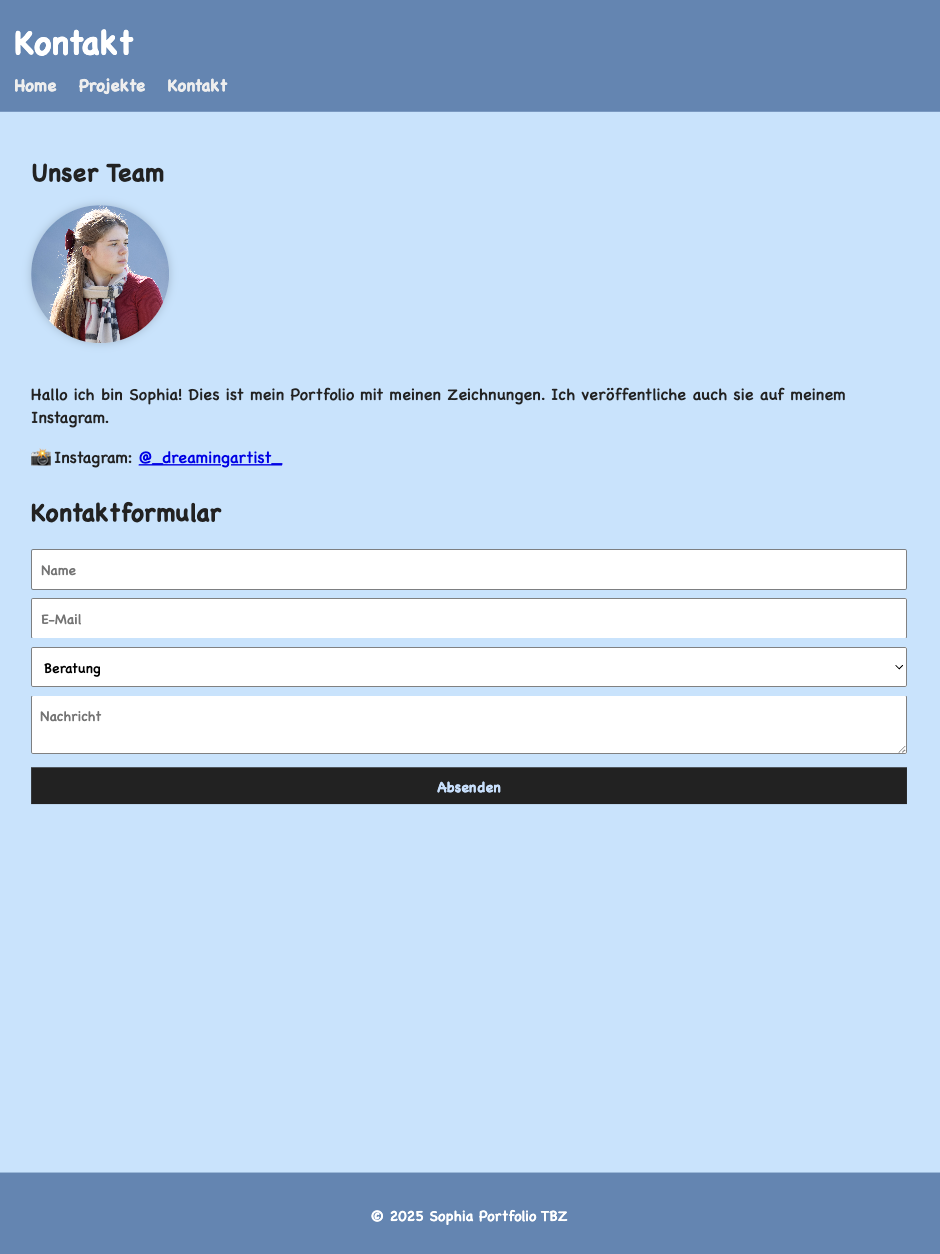 Kontakt
Home Projekte Kontakt
Unser Team
Hallo ich bin Sophia! Dies ist mein Portfolio mit meinen Zeichnungen. Ich veröffentliche auch sie auf meinem
Instagram.
📸 Instagram: @_dreamingartist_
Kontaktformular
Name
E-Mail
Beratung
Nachricht
Absenden
© 2025 Sophia Portfolio TBZ